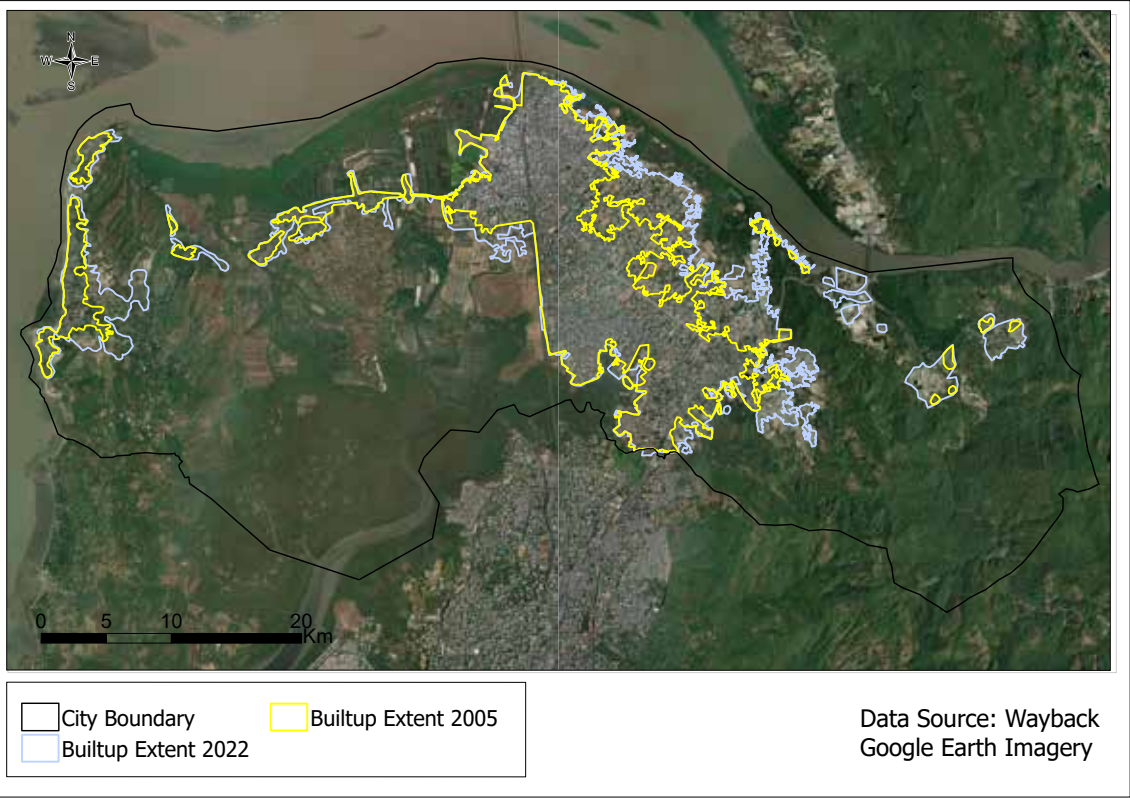 N
W E
S
0 5 10 20
Km
City Boundary
Builtup Extent 2005
Builtup Extent 2022
Data Source: Wayback
Google Earth Imagery